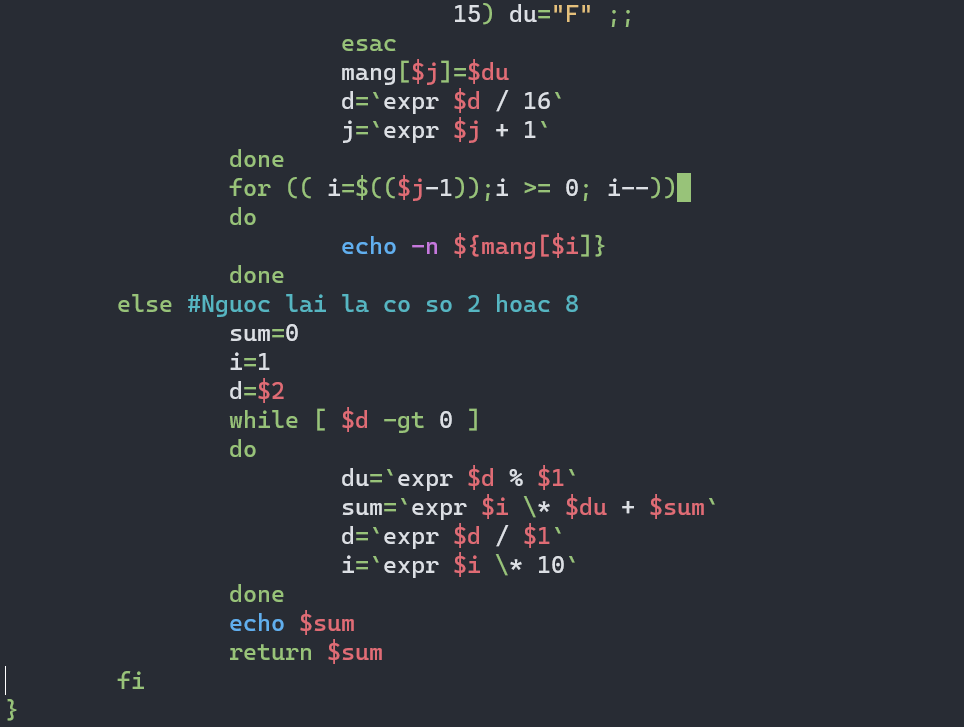 15) du="F" ;;
esac
mang[$j]=$du
d=`expr $d / 16`
j=`expr $j + 1`
done
for (( i=$(($j-1));i >= 0; i--))
do
echo -n ${mang[$i]}
done
else #Nguoc lai la co so 2 hoac 8
sum=0
i=1
d=$2
while [ $d -gt 0 ]
do
du=`expr $d % $1`
sum=`expr $i \* $du + $sum`
d=`expr $d / $1`
i=`expr $i \* 10`
done
echo $sum
return $sum
fi
}